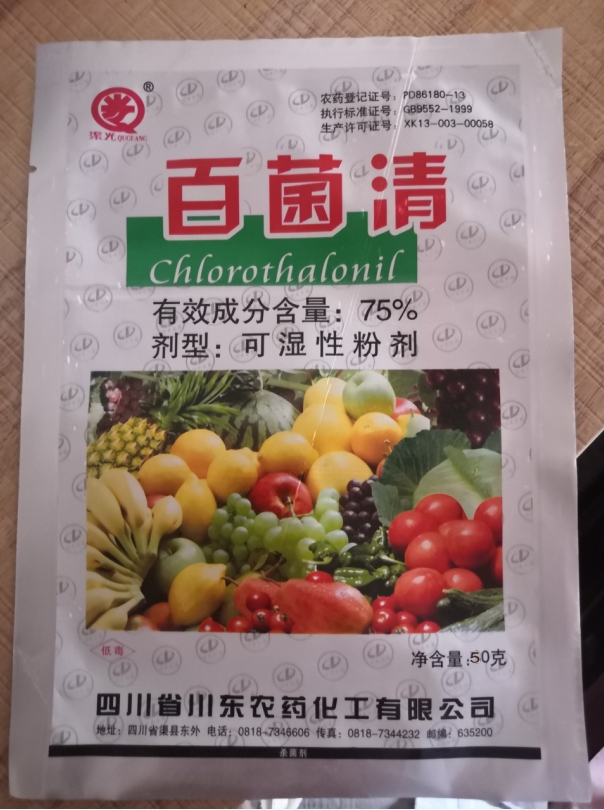 农药登记证号：PD86180-13
执行标准证号：GB9552-1999
生产许可证号：XK13-003-00058
渠光 QUGUANG ®
百菌清
Chlorothalonil
有效成分含量：75%
剂型：可湿性粉剂
低毒
净含量：50克
四川省川东农药化工有限公司
地址：四川省渠县东外 电话：0818-7346606 传真：0818-7344232 邮编：635200
杀菌剂